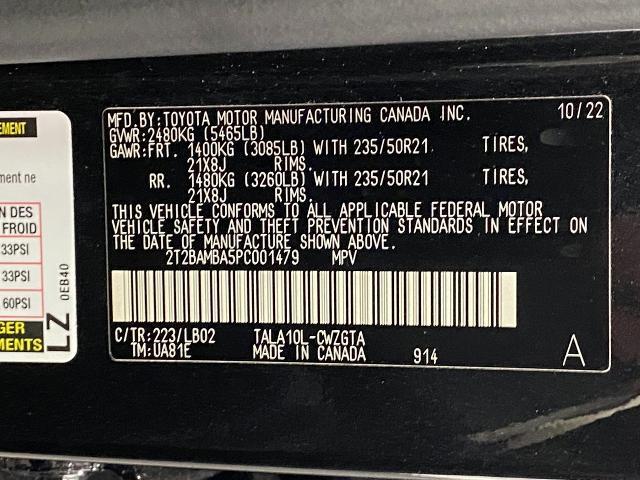 MFD.BY:TOYOTA MOTOR MANUFACTURING CANADA INC. 10/22
GVWR:2480KG (5465LB)
GAWR:FRT. 1400KG (3085LB) WITH 235/50R21 TIRES,
21X8J RIMS.
RR. 1480KG (3260LB) WITH 235/50R21 TIRES,
21X8J RIMS.
THIS VEHICLE CONFORMS TO ALL APPLICABLE FEDERAL MOTOR
VEHICLE SAFETY AND THEFT PREVENTION STANDARDS IN EFFECT ON
THE DATE OF MANUFACTURE SHOWN ABOVE.
2T2BAMBA5PC001479 MPV
C/TR:223/LB02 TALA10L-CWZGTA
TM:UA81E MADE IN CANADA 914 A
EMENT
ment ne
N DES
FROID
33PSI
33PSI
60PSI
GER
MENTS
LZ
0EB40